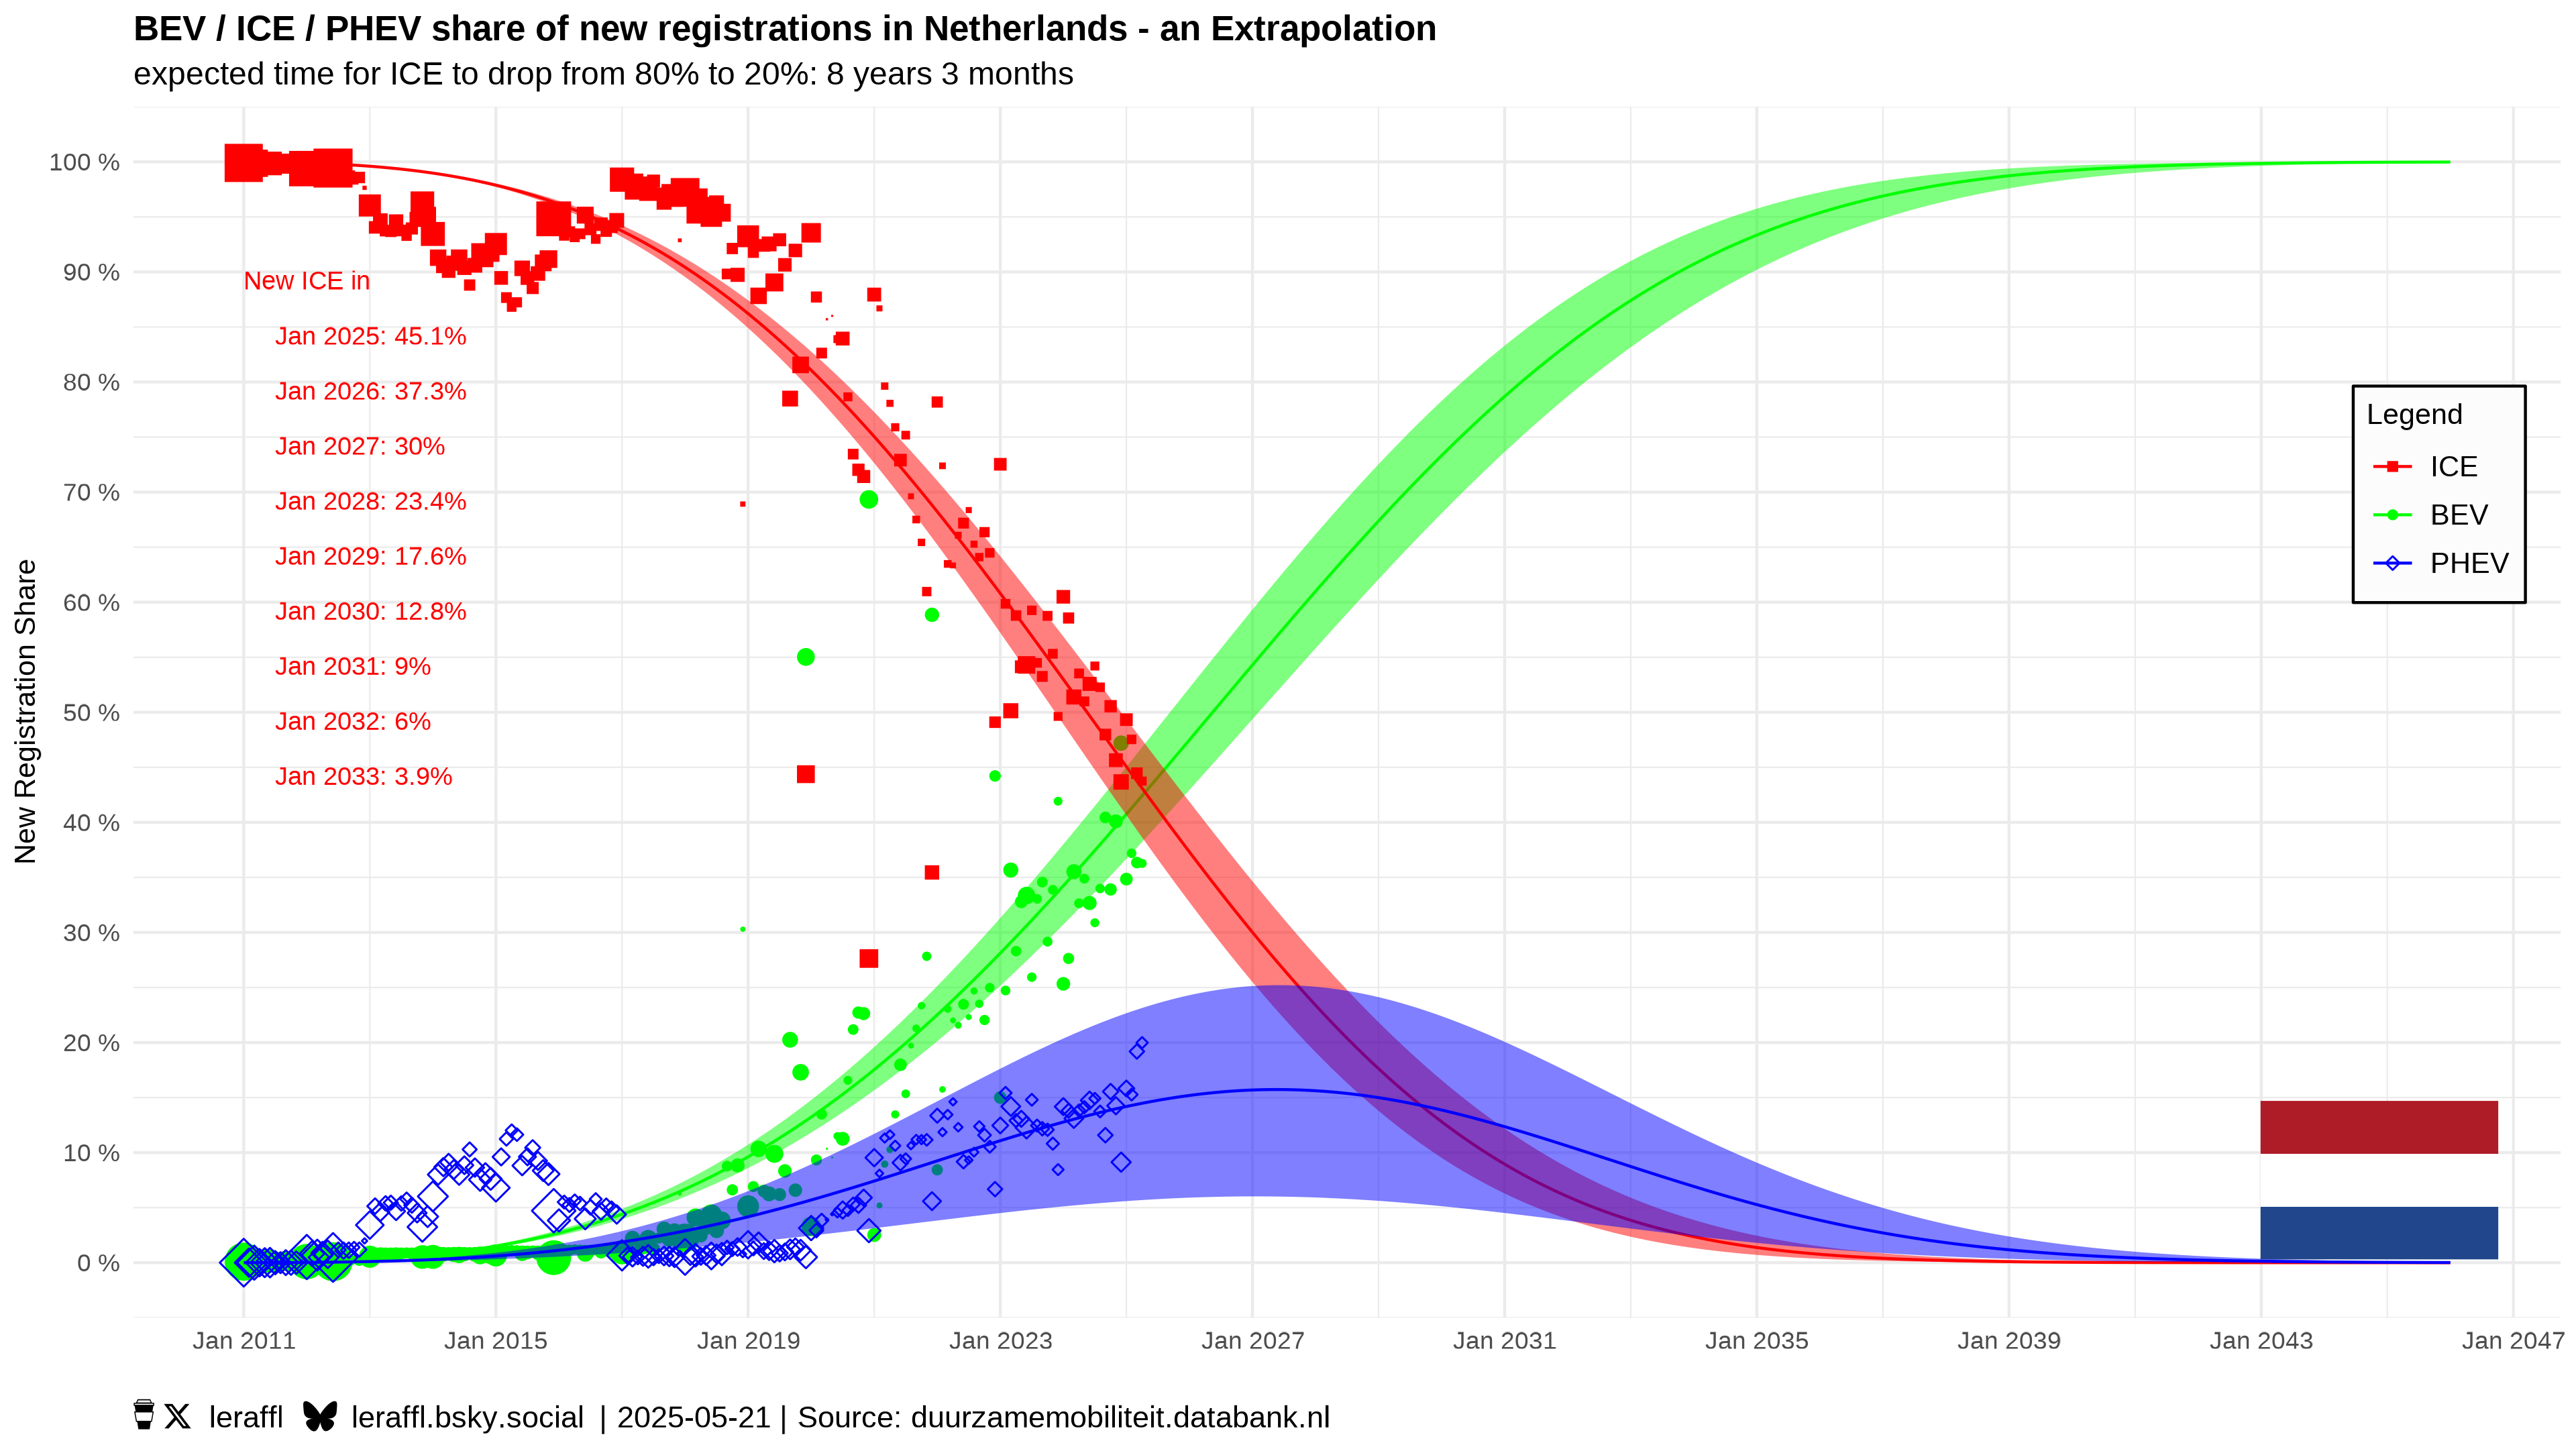 BEV / ICE / PHEV share of new registrations in Netherlands - an Extrapolation
expected time for ICE to drop from 80% to 20%: 8 years 3 months
New Registration Share
100 %
90 %
80 %
70 %
60 %
50 %
40 %
30 %
20 %
10 %
0 %
New ICE in
Jan 2025: 45.1%
Jan 2026: 37.3%
Jan 2027: 30%
Jan 2028: 23.4%
Jan 2029: 17.6%
Jan 2030: 12.8%
Jan 2031: 9%
Jan 2032: 6%
Jan 2033: 3.9%
Legend
ICE
BEV
PHEV
Jan 2011 Jan 2015 Jan 2019 Jan 2023 Jan 2027 Jan 2031 Jan 2035 Jan 2039 Jan 2043 Jan 2047
leraffl leraffl.bsky.social | 2025-05-21 | Source: duurzamemobiliteit.databank.nl